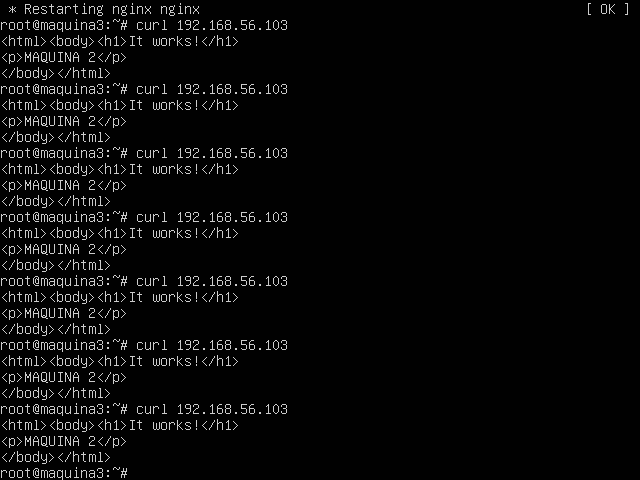 * Restarting nginx nginx [ OK ]
root@maquina3:~# curl 192.168.56.103
<html><body><h1>It works!</h1>
<p>MAQUINA 2</p>
</body></html>
root@maquina3:~# curl 192.168.56.103
<html><body><h1>It works!</h1>
<p>MAQUINA 2</p>
</body></html>
root@maquina3:~# curl 192.168.56.103
<html><body><h1>It works!</h1>
<p>MAQUINA 2</p>
</body></html>
root@maquina3:~# curl 192.168.56.103
<html><body><h1>It works!</h1>
<p>MAQUINA 2</p>
</body></html>
root@maquina3:~# curl 192.168.56.103
<html><body><h1>It works!</h1>
<p>MAQUINA 2</p>
</body></html>
root@maquina3:~# curl 192.168.56.103
<html><body><h1>It works!</h1>
<p>MAQUINA 2</p>
</body></html>
root@maquina3:~# curl 192.168.56.103
<html><body><h1>It works!</h1>
<p>MAQUINA 2</p>
</body></html>
root@maquina3:~#